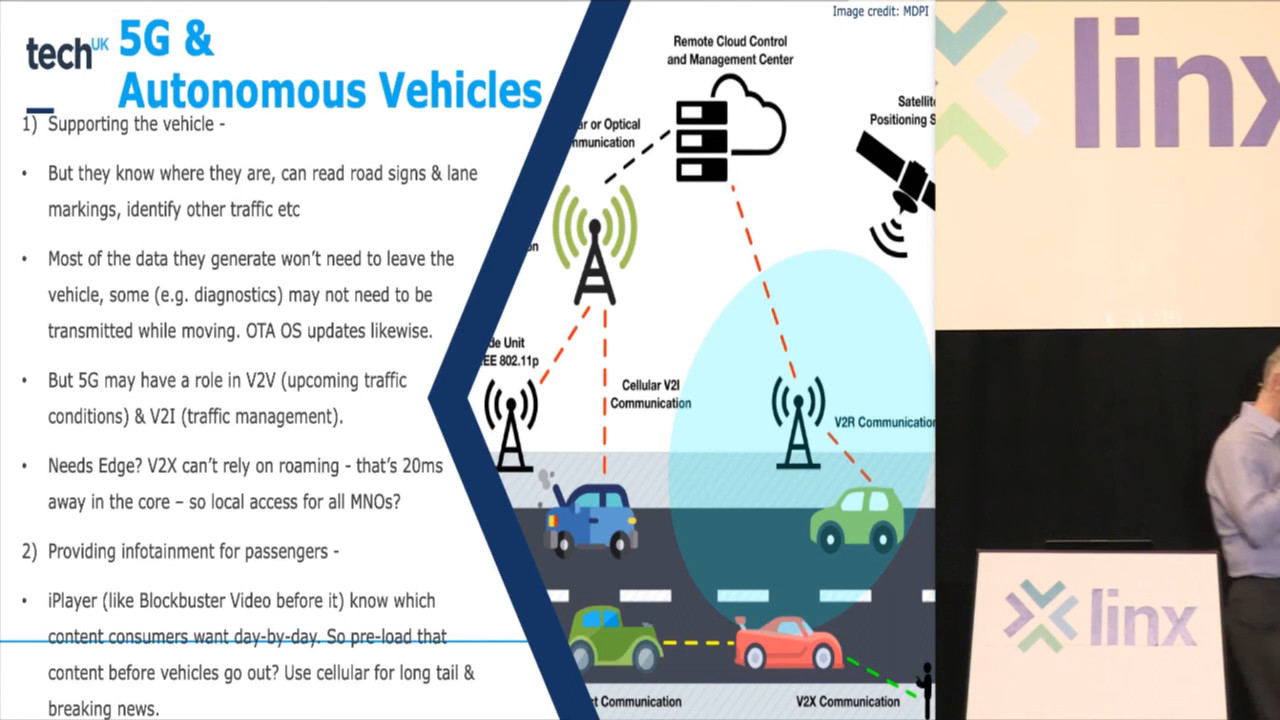 Image credit: MDPI
techUK
5G &
Autonomous Vehicles
1) Supporting the vehicle -
• But they know where they are, can read road signs & lane
markings, identify other traffic etc
• Most of the data they generate won't need to leave the
vehicle, some (e.g. diagnostics) may not need to be
transmitted while moving. OTA OS updates likewise.
• But 5G may have a role in V2V (upcoming traffic
conditions) & V2I (traffic management).
• Needs Edge? V2X can't rely on roaming - that's 20ms
away in the core – so local access for all MNOs?
2) Providing infotainment for passengers -
• iPlayer (like Blockbuster Video before it) know which
content consumers want day-by-day. So pre-load that
content before vehicles go out? Use cellular for long tail &
breaking news.
Remote Cloud Control
and Management Center
or Optical
Positioning
802.11p
Cellular V2I
Communication
V2R Communication
Communication
V2X Communication
linx
linx